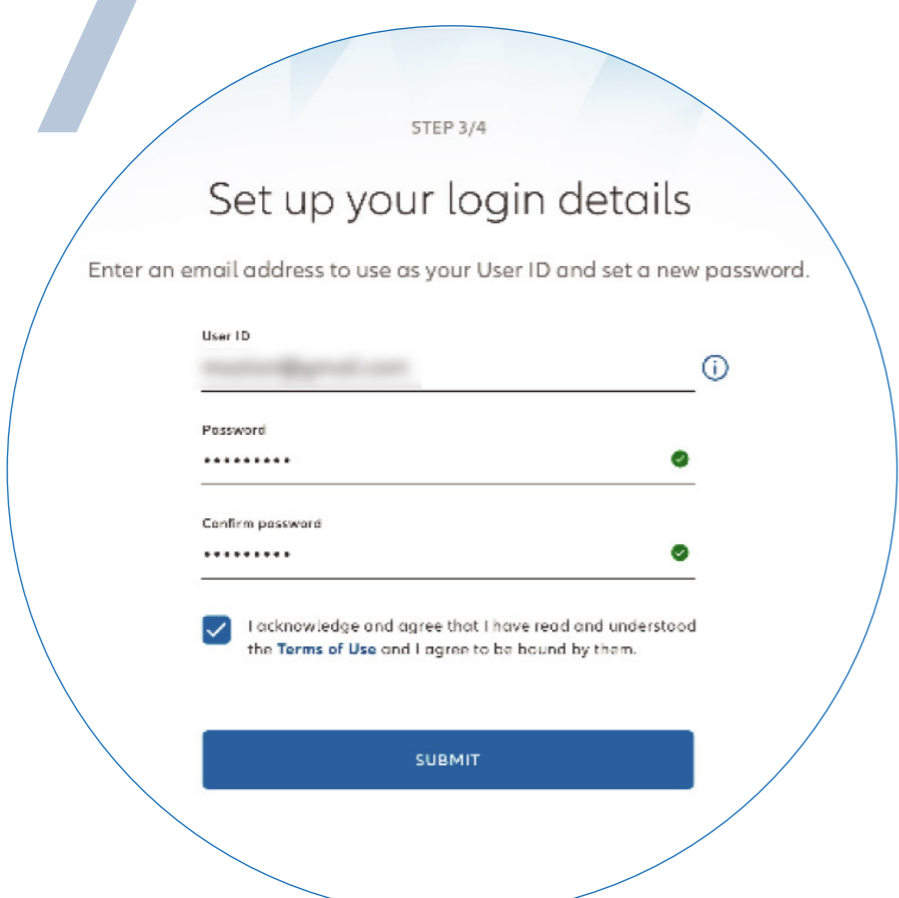 STEP 3/4
Set up your login details
Enter an email address to use as your User ID and set a new password.
User ID
Password
•••••••••
Confirm password
•••••••••
I acknowledge and agree that I have read and understood
the Terms of Use and I agree to be bound by them.
SUBMIT